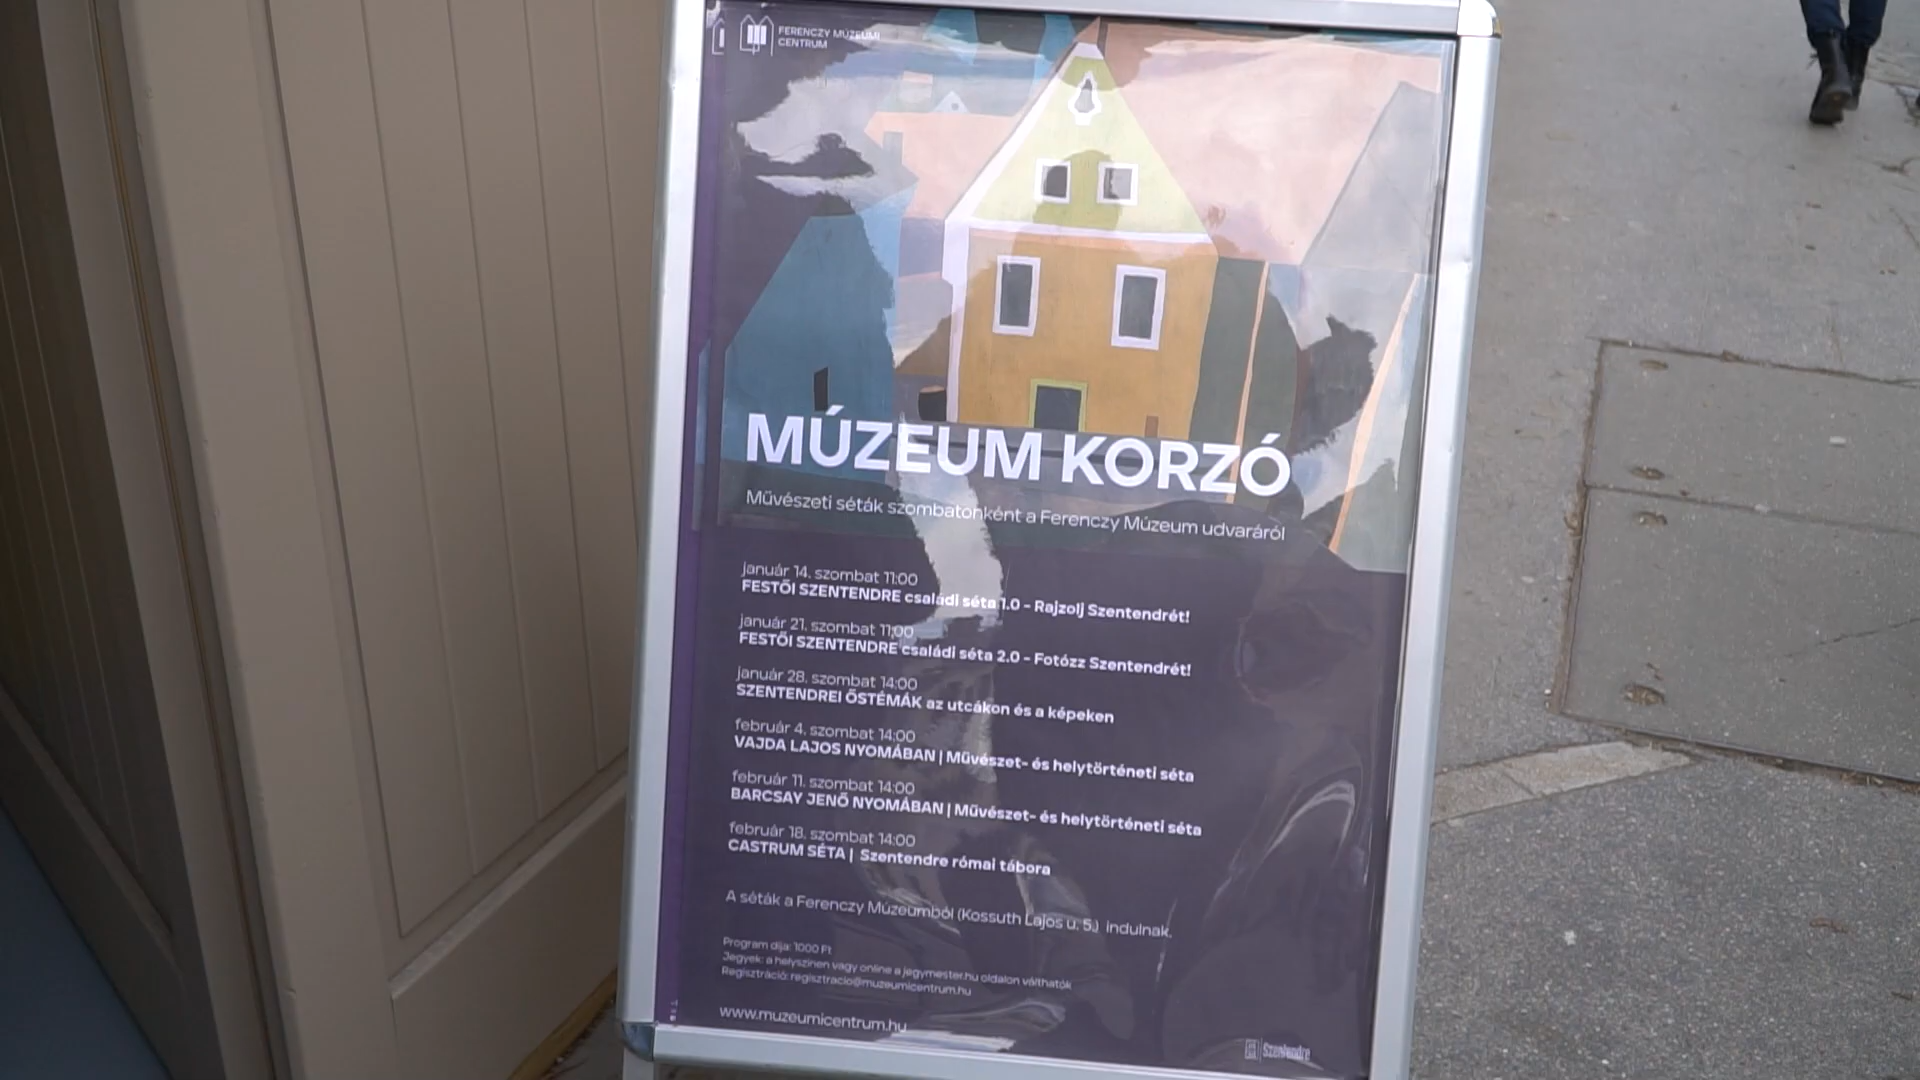 FERENCZY MÚZEUMI
CENTRUM
MÚZEUM KORZÓ
Művészeti séták szombatonként a Ferenczy Múzeum udvaráról
január 14. szombat 11:00
FESTŐI SZENTENDRE családi séta 1.0 - Rajzolj Szentendrét!
január 21. szombat 11:00
FESTŐI SZENTENDRE családi séta 2.0 - Fotózz Szentendrét!
január 28. szombat 14:00
SZENTENDREI ŐSTÉMÁK az utcákon és a képeken
február 4. szombat 14:00
VAJDA LAJOS NYOMÁBAN | Művészet- és helytörténeti séta
február 11. szombat 14:00
BARCSAY JENŐ NYOMÁBAN | Művészet- és helytörténeti séta
február 18. szombat 14:00
CASTRUM SÉTA | Szentendre római tábora
A séták a Ferenczy Múzeumból (Kossuth Lajos u. 5.) indulnak.
Program díja: 1000 Ft
Jegyek: a helyszínen vagy online a jegymester.hu oldalon válthatók
Regisztráció: regisztracio@muzeumicentrum.hu
www.muzeumicentrum.hu
Szentendre